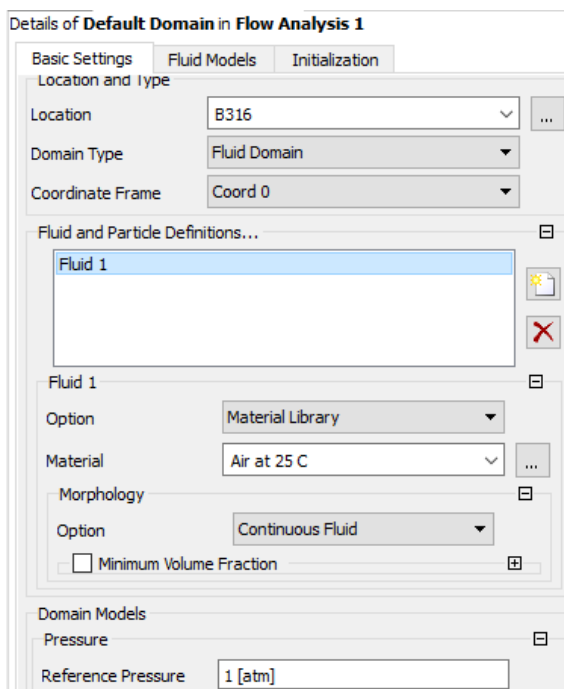 Details of Default Domain in Flow Analysis 1
Basic Settings Fluid Models Initialization
Location and Type
Location B316 ...
Domain Type Fluid Domain
Coordinate Frame Coord 0
Fluid and Particle Definitions...
Fluid 1
Fluid 1
Option Material Library
Material Air at 25 C ...
Morphology
Option Continuous Fluid
Minimum Volume Fraction
Domain Models
Pressure
Reference Pressure 1 [atm]